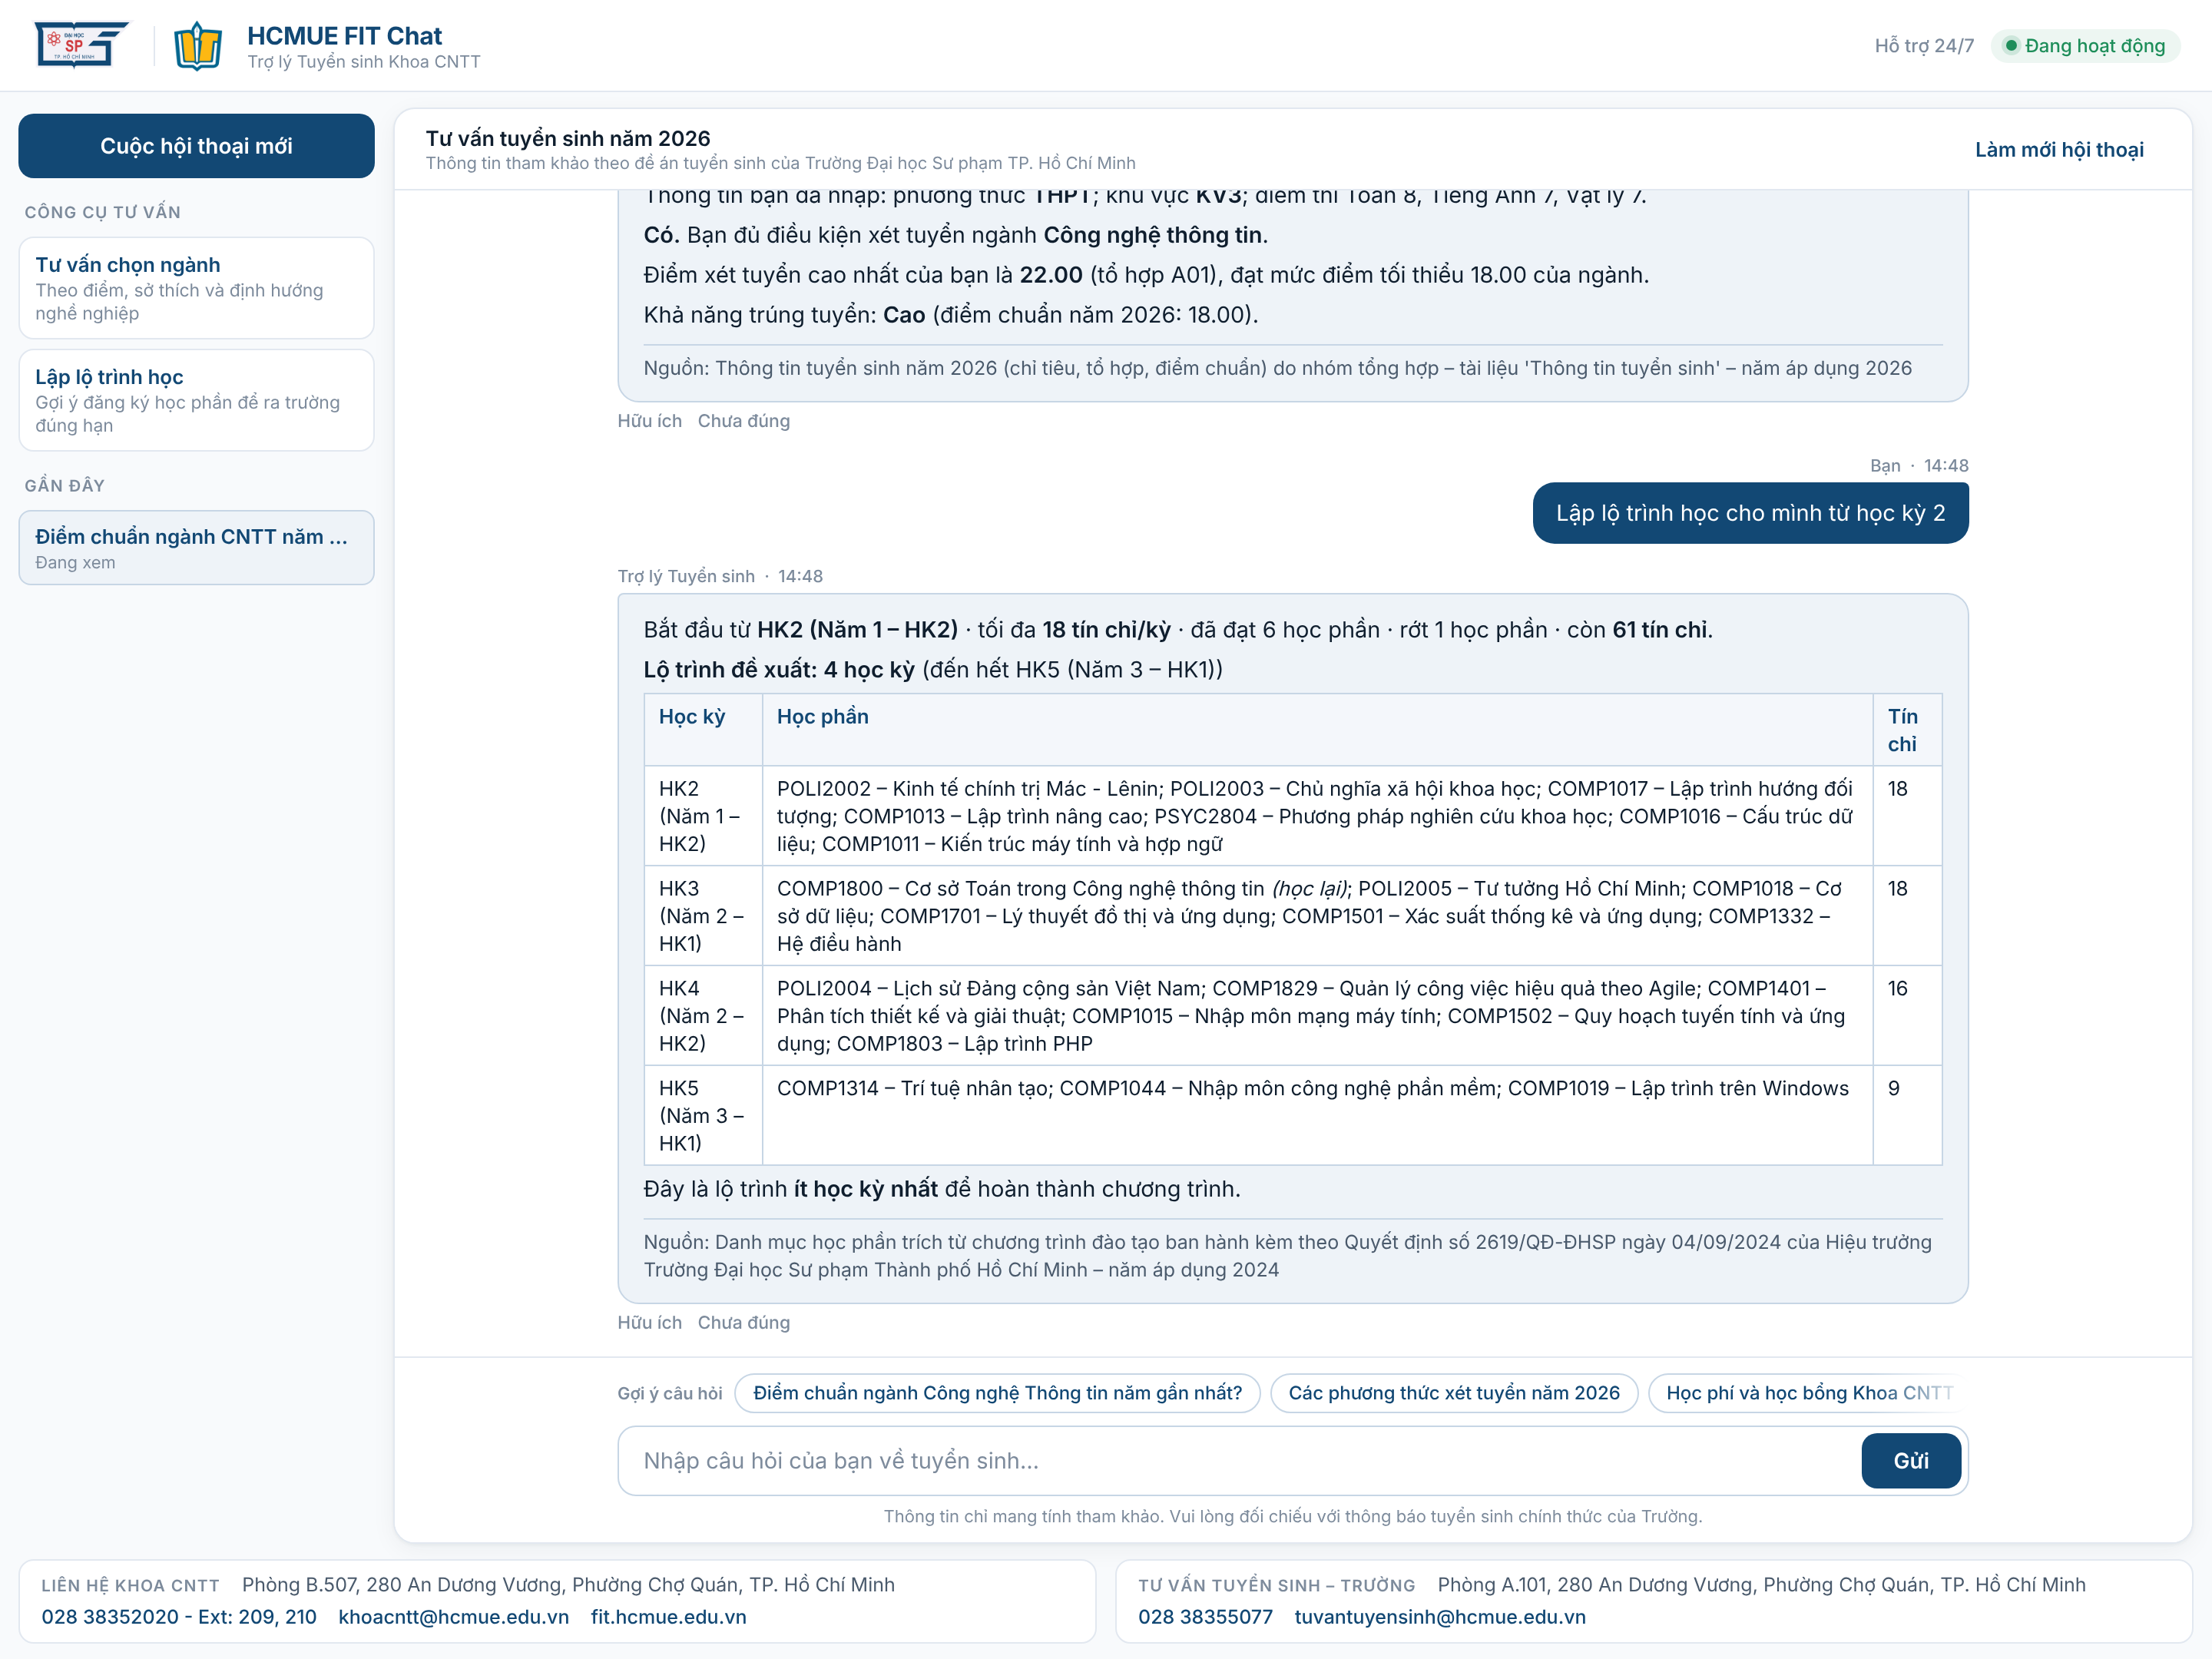 ĐẠI HỌC
SP
TP. HỒ CHÍ MINH
HCMUE FIT Chat
Trợ lý Tuyển sinh Khoa CNTT
Hỗ trợ 24/7
Đang hoạt động
Cuộc hội thoại mới
CÔNG CỤ TƯ VẤN
Tư vấn chọn ngành
Theo điểm, sở thích và định hướng
nghề nghiệp
Lập lộ trình học
Gợi ý đăng ký học phần để ra trường
đúng hạn
GẦN ĐÂY
Điểm chuẩn ngành CNTT năm ...
Đang xem
Tư vấn tuyển sinh năm 2026
Thông tin tham khảo theo đề án tuyển sinh của Trường Đại học Sư phạm TP. Hồ Chí Minh
Làm mới hội thoại
Thông tin bạn đã nhập: phương thức THPT; khu vực KV3; điểm thi Toán 8, Tiếng Anh 7, Vật lý 7.
Có. Bạn đủ điều kiện xét tuyển ngành Công nghệ thông tin.
Điểm xét tuyển cao nhất của bạn là 22.00 (tổ hợp A01), đạt mức điểm tối thiểu 18.00 của ngành.
Khả năng trúng tuyển: Cao (điểm chuẩn năm 2026: 18.00).
Nguồn: Thông tin tuyển sinh năm 2026 (chỉ tiêu, tổ hợp, điểm chuẩn) do nhóm tổng hợp – tài liệu 'Thông tin tuyển sinh' – năm áp dụng 2026
Hữu ích Chưa đúng
Bạn · 14:48
Lập lộ trình học cho mình từ học kỳ 2
Trợ lý Tuyển sinh · 14:48
Bắt đầu từ HK2 (Năm 1 – HK2) · tối đa 18 tín chỉ/kỳ · đã đạt 6 học phần · rớt 1 học phần · còn 61 tín chỉ.
Lộ trình đề xuất: 4 học kỳ (đến hết HK5 (Năm 3 – HK1))
Học kỳ
Học phần
Tín
chỉ
HK2
(Năm 1 –
HK2)
POLI2002 – Kinh tế chính trị Mác - Lênin; POLI2003 – Chủ nghĩa xã hội khoa học; COMP1017 – Lập trình hướng đối
tượng; COMP1013 – Lập trình nâng cao; PSYC2804 – Phương pháp nghiên cứu khoa học; COMP1016 – Cấu trúc dữ
liệu; COMP1011 – Kiến trúc máy tính và hợp ngữ
18
HK3
(Năm 2 –
HK1)
COMP1800 – Cơ sở Toán trong Công nghệ thông tin (học lại); POLI2005 – Tư tưởng Hồ Chí Minh; COMP1018 – Cơ
sở dữ liệu; COMP1701 – Lý thuyết đồ thị và ứng dụng; COMP1501 – Xác suất thống kê và ứng dụng; COMP1332 –
Hệ điều hành
18
HK4
(Năm 2 –
HK2)
POLI2004 – Lịch sử Đảng cộng sản Việt Nam; COMP1829 – Quản lý công việc hiệu quả theo Agile; COMP1401 –
Phân tích thiết kế và giải thuật; COMP1015 – Nhập môn mạng máy tính; COMP1502 – Quy hoạch tuyến tính và ứng
dụng; COMP1803 – Lập trình PHP
16
HK5
(Năm 3 –
HK1)
COMP1314 – Trí tuệ nhân tạo; COMP1044 – Nhập môn công nghệ phần mềm; COMP1019 – Lập trình trên Windows
9
Đây là lộ trình ít học kỳ nhất để hoàn thành chương trình.
Nguồn: Danh mục học phần trích từ chương trình đào tạo ban hành kèm theo Quyết định số 2619/QĐ-ĐHSP ngày 04/09/2024 của Hiệu trưởng
Trường Đại học Sư phạm Thành phố Hồ Chí Minh – năm áp dụng 2024
Hữu ích Chưa đúng
Gợi ý câu hỏi
Điểm chuẩn ngành Công nghệ Thông tin năm gần nhất?
Các phương thức xét tuyển năm 2026
Học phí và học bổng Khoa CNTT
Nhập câu hỏi của bạn về tuyển sinh...
Gửi
Thông tin chỉ mang tính tham khảo. Vui lòng đối chiếu với thông báo tuyển sinh chính thức của Trường.
LIÊN HỆ KHOA CNTT Phòng B.507, 280 An Dương Vương, Phường Chợ Quán, TP. Hồ Chí Minh
028 38352020 - Ext: 209, 210 khoacntt@hcmue.edu.vn fit.hcmue.edu.vn
TƯ VẤN TUYỂN SINH – TRƯỜNG Phòng A.101, 280 An Dương Vương, Phường Chợ Quán, TP. Hồ Chí Minh
028 38355077 tuvantuyensinh@hcmue.edu.vn